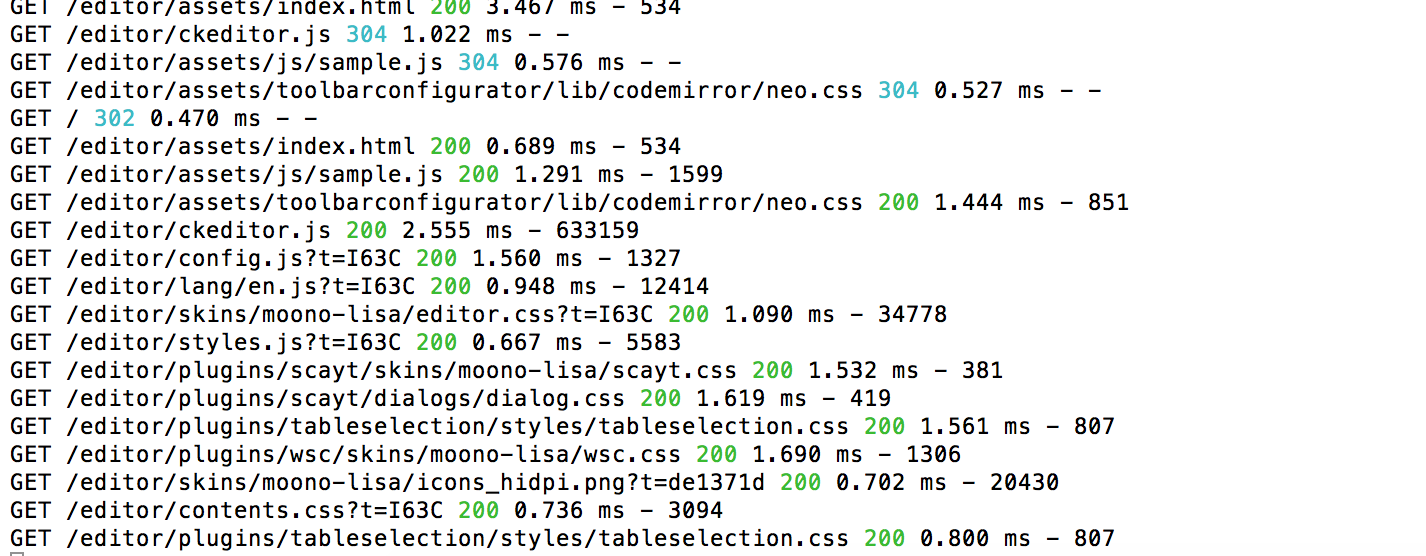 GET /editor/assets/index.html 200 3.467 ms - 534
GET /editor/ckeditor.js 304 1.022 ms - -
GET /editor/assets/js/sample.js 304 0.576 ms - -
GET /editor/assets/toolbarconfigurator/lib/codemirror/neo.css 304 0.527 ms - -
GET / 302 0.470 ms - -
GET /editor/assets/index.html 200 0.689 ms - 534
GET /editor/assets/js/sample.js 200 1.291 ms - 1599
GET /editor/assets/toolbarconfigurator/lib/codemirror/neo.css 200 1.444 ms - 851
GET /editor/ckeditor.js 200 2.555 ms - 633159
GET /editor/config.js?t=I63C 200 1.560 ms - 1327
GET /editor/lang/en.js?t=I63C 200 0.948 ms - 12414
GET /editor/skins/moono-lisa/editor.css?t=I63C 200 1.090 ms - 34778
GET /editor/styles.js?t=I63C 200 0.667 ms - 5583
GET /editor/plugins/scayt/skins/moono-lisa/scayt.css 200 1.532 ms - 381
GET /editor/plugins/scayt/dialogs/dialog.css 200 1.619 ms - 419
GET /editor/plugins/tableselection/styles/tableselection.css 200 1.561 ms - 807
GET /editor/plugins/wsc/skins/moono-lisa/wsc.css 200 1.690 ms - 1306
GET /editor/skins/moono-lisa/icons_hidpi.png?t=de1371d 200 0.702 ms - 20430
GET /editor/contents.css?t=I63C 200 0.736 ms - 3094
GET /editor/plugins/tableselection/styles/tableselection.css 200 0.800 ms - 807